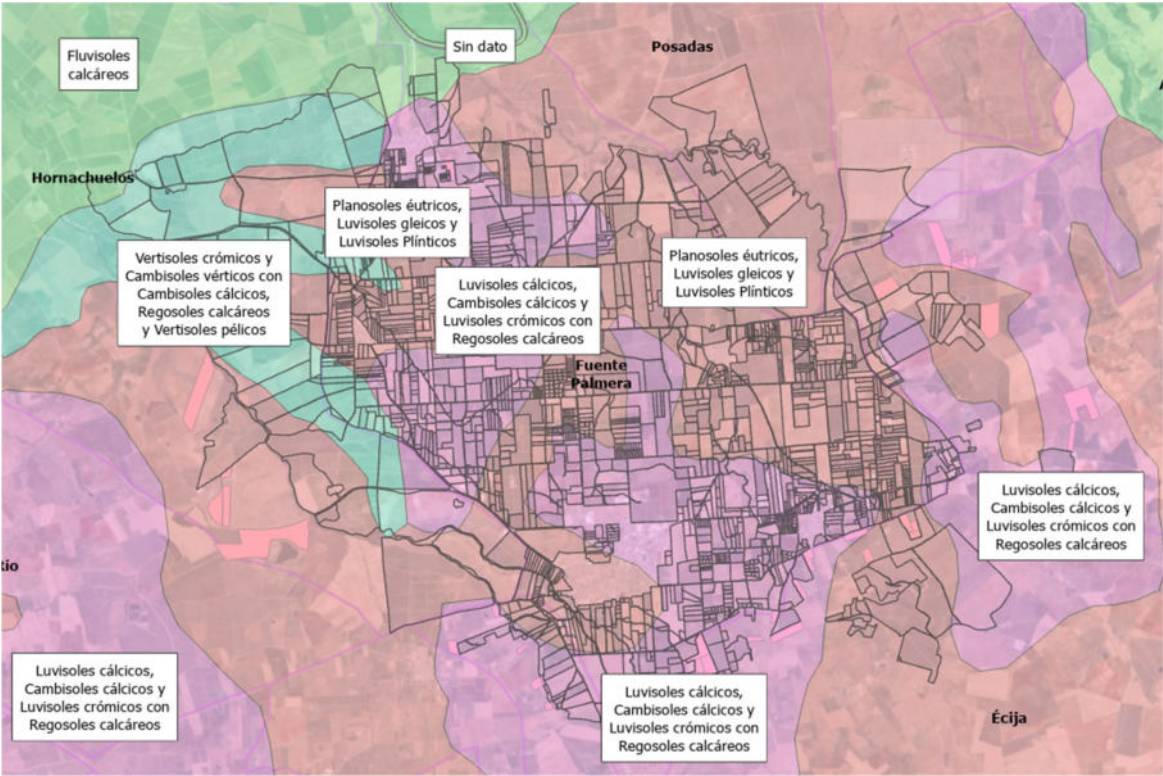 Fluvisoles
calcáreos
Sin dato
Posadas
Hornachuelos
Planosoles éutricos,
Luvisoles gleicos y
Luvisoles Plínticos
Vertisoles crómicos y
Cambisoles vérticos con
Cambisoles cálcicos,
Regosoles calcáreos
y Vertisoles pélicos
Luvisoles cálcicos,
Cambisoles cálcicos y
Luvisoles crómicos con
Regosoles calcáreos
Planosoles éutricos,
Luvisoles gleicos y
Luvisoles Plínticos
Fuente
Palmera
Luvisoles cálcicos,
Cambisoles cálcicos y
Luvisoles crómicos con
Regosoles calcáreos
Luvisoles cálcicos,
Cambisoles cálcicos y
Luvisoles crómicos con
Regosoles calcáreos
Luvisoles cálcicos,
Cambisoles cálcicos y
Luvisoles crómicos con
Regosoles calcáreos
Écija